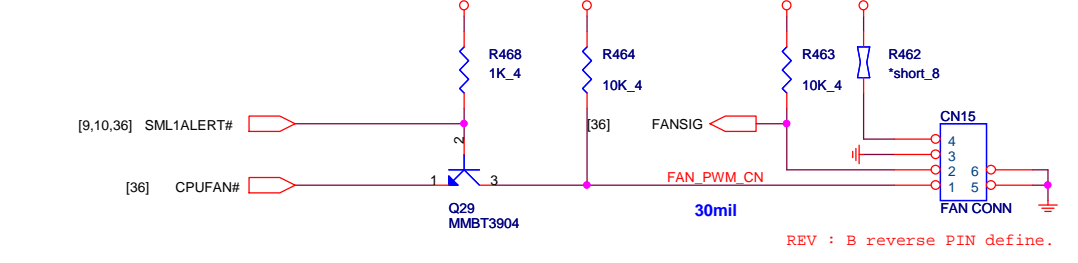 R468
1K_4
R464
10K_4
R463
10K_4
R462
*short_8
[9,10,36] SML1ALERT#
2
[36]
FANSIG
CN15
4
3
2 6
1 5
[36] CPUFAN#
1
3
FAN_PWM_CN
Q29
MMBT3904
30mil
FAN CONN
REV : B reverse PIN define.